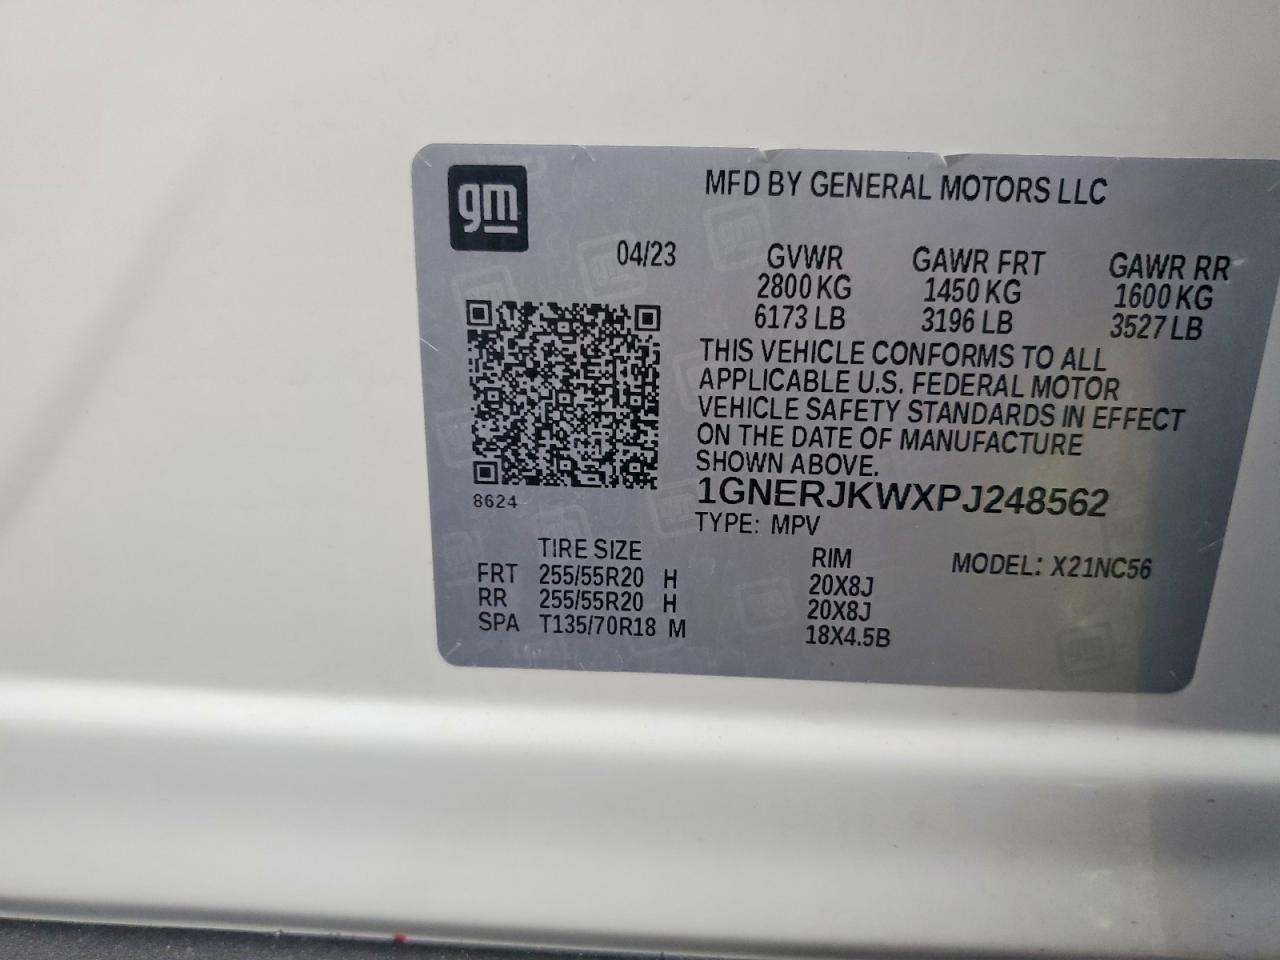 gm
MFD BY GENERAL MOTORS LLC
04/23
GVWR GAWR FRT GAWR RR
2800 KG 1450 KG 1600 KG
6173 LB 3196 LB 3527 LB
THIS VEHICLE CONFORMS TO ALL
APPLICABLE U.S. FEDERAL MOTOR
VEHICLE SAFETY STANDARDS IN EFFECT
ON THE DATE OF MANUFACTURE
SHOWN ABOVE.
8624
1GNERJKWXPJ248562
TYPE: MPV
TIRE SIZE RIM MODEL: X21NC56
FRT 255/55R20 H 20X8J
RR 255/55R20 H 20X8J
SPA T135/70R18 M 18X4.5B